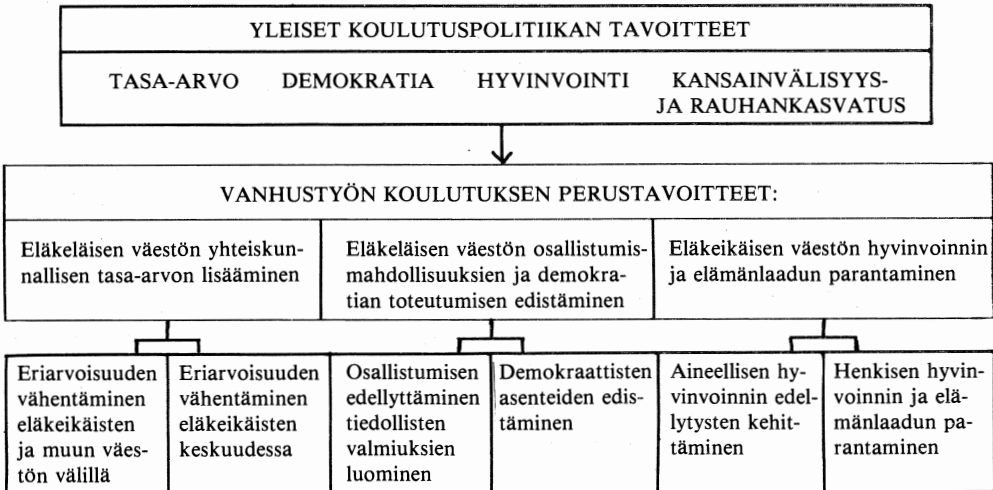 YLEISET KOULUTUSPOLITIIKAN TAVOITTEET
TASA-ARVO DEMOKRATIA HYVINVOINTI KANSAINVÄLISYYS-
JA RAUHANKASVATUS
VANHUSTYÖN KOULUTUKSEN PERUSTAVOITTEET:
Eläkeläisen väestön yhteiskun-
nallisen tasa-arvon lisääminen
Eläkeläisen väestön osallistumis-
mahdollisuuksien ja demokra-
tian toteutumisen edistäminen
Eläkeikäisen väestön hyvinvoinnin
ja elämänlaadun parantaminen
Eriarvoisuuden
vähentäminen
eläkeikäisten
ja muun väes-
tön välillä
Eriarvoisuuden
vähentäminen
eläkeikäisten
keskuudessa
Osallistumisen
edellyttäminen
tiedollisten
valmiuksien
luominen
Demokraattisten
asenteiden edis-
täminen
Aineellisen hy-
vinvoinnin edel-
lytysten kehit-
täminen
Henkisen hyvin-
voinnin ja elä-
mänlaadun pa-
rantaminen